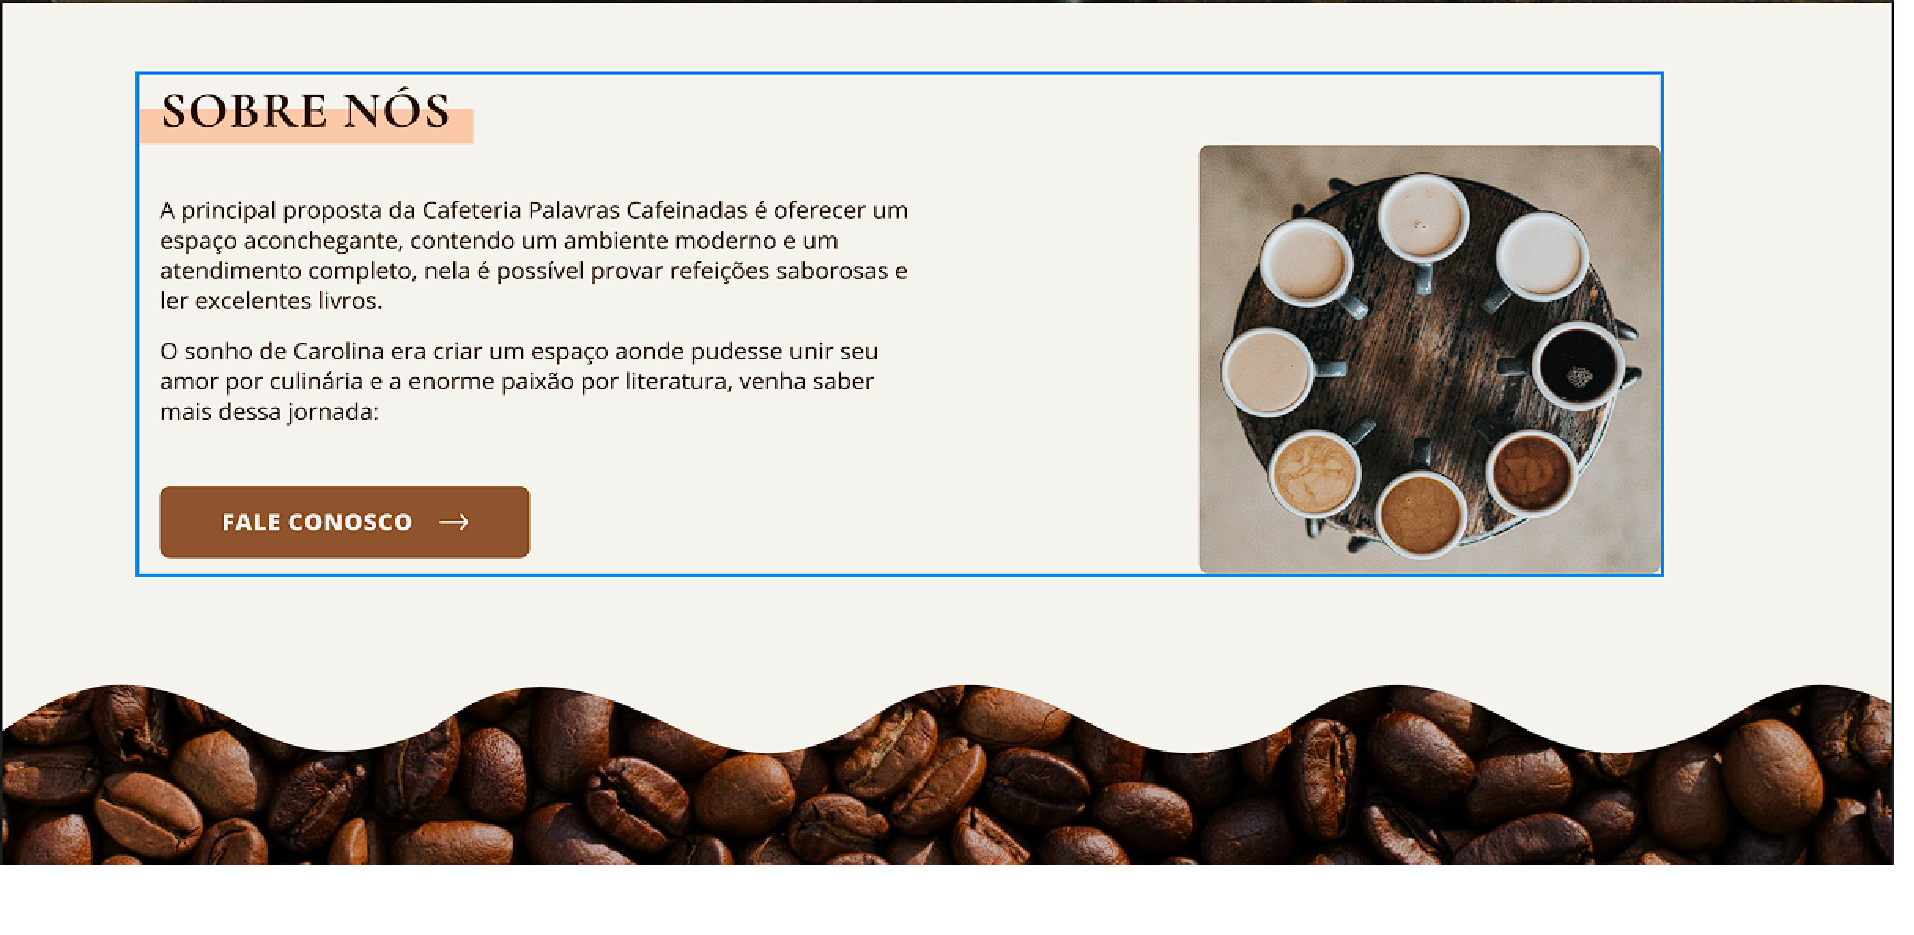 SOBRE NÓS
A principal proposta da Cafeteria Palavras Cafeinadas é oferecer um
espaço aconchegante, contendo um ambiente moderno e um
atendimento completo, nela é possível provar refeições saborosas e
ler excelentes livros.
O sonho de Carolina era criar um espaço aonde pudesse unir seu
amor por culinária e a enorme paixão por literatura, venha saber
mais dessa jornada:
FALE CONOSCO